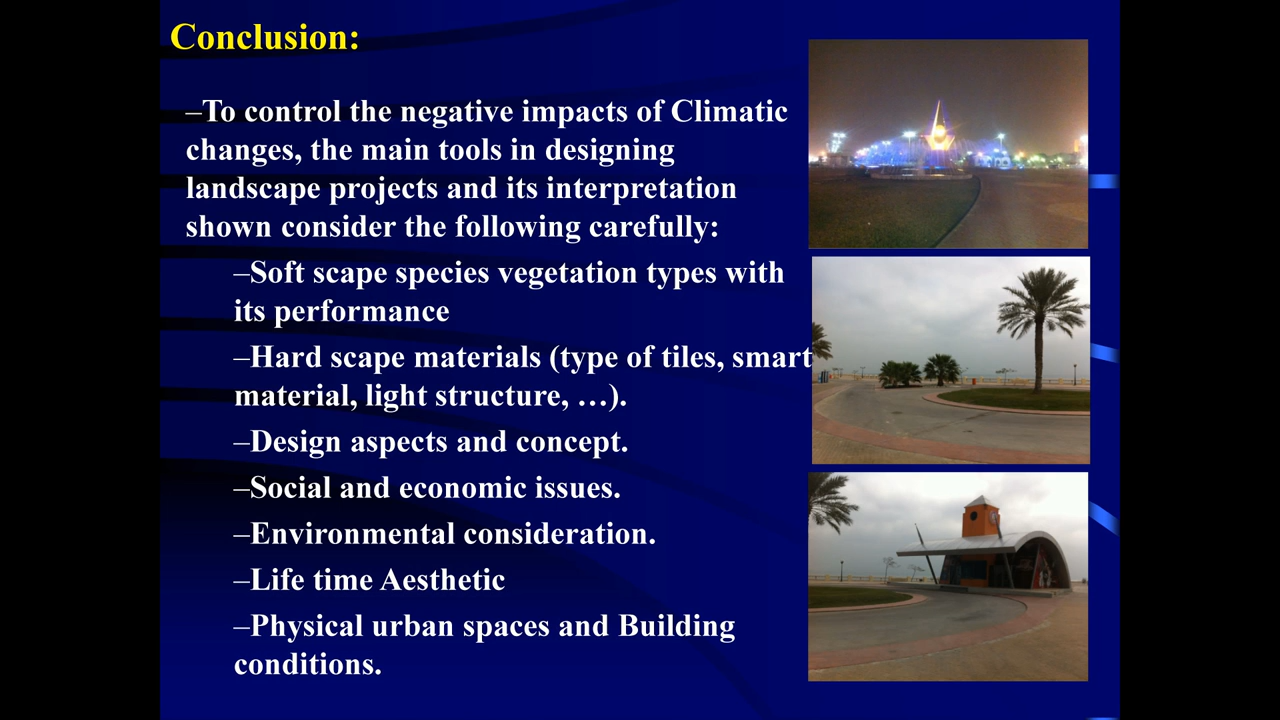 Conclusion:
–To control the negative impacts of Climatic
changes, the main tools in designing
landscape projects and its interpretation
shown consider the following carefully:
–Soft scape species vegetation types with
its performance
–Hard scape materials (type of tiles, smart
material, light structure, …).
–Design aspects and concept.
–Social and economic issues.
–Environmental consideration.
–Life time Aesthetic
–Physical urban spaces and Building
conditions.